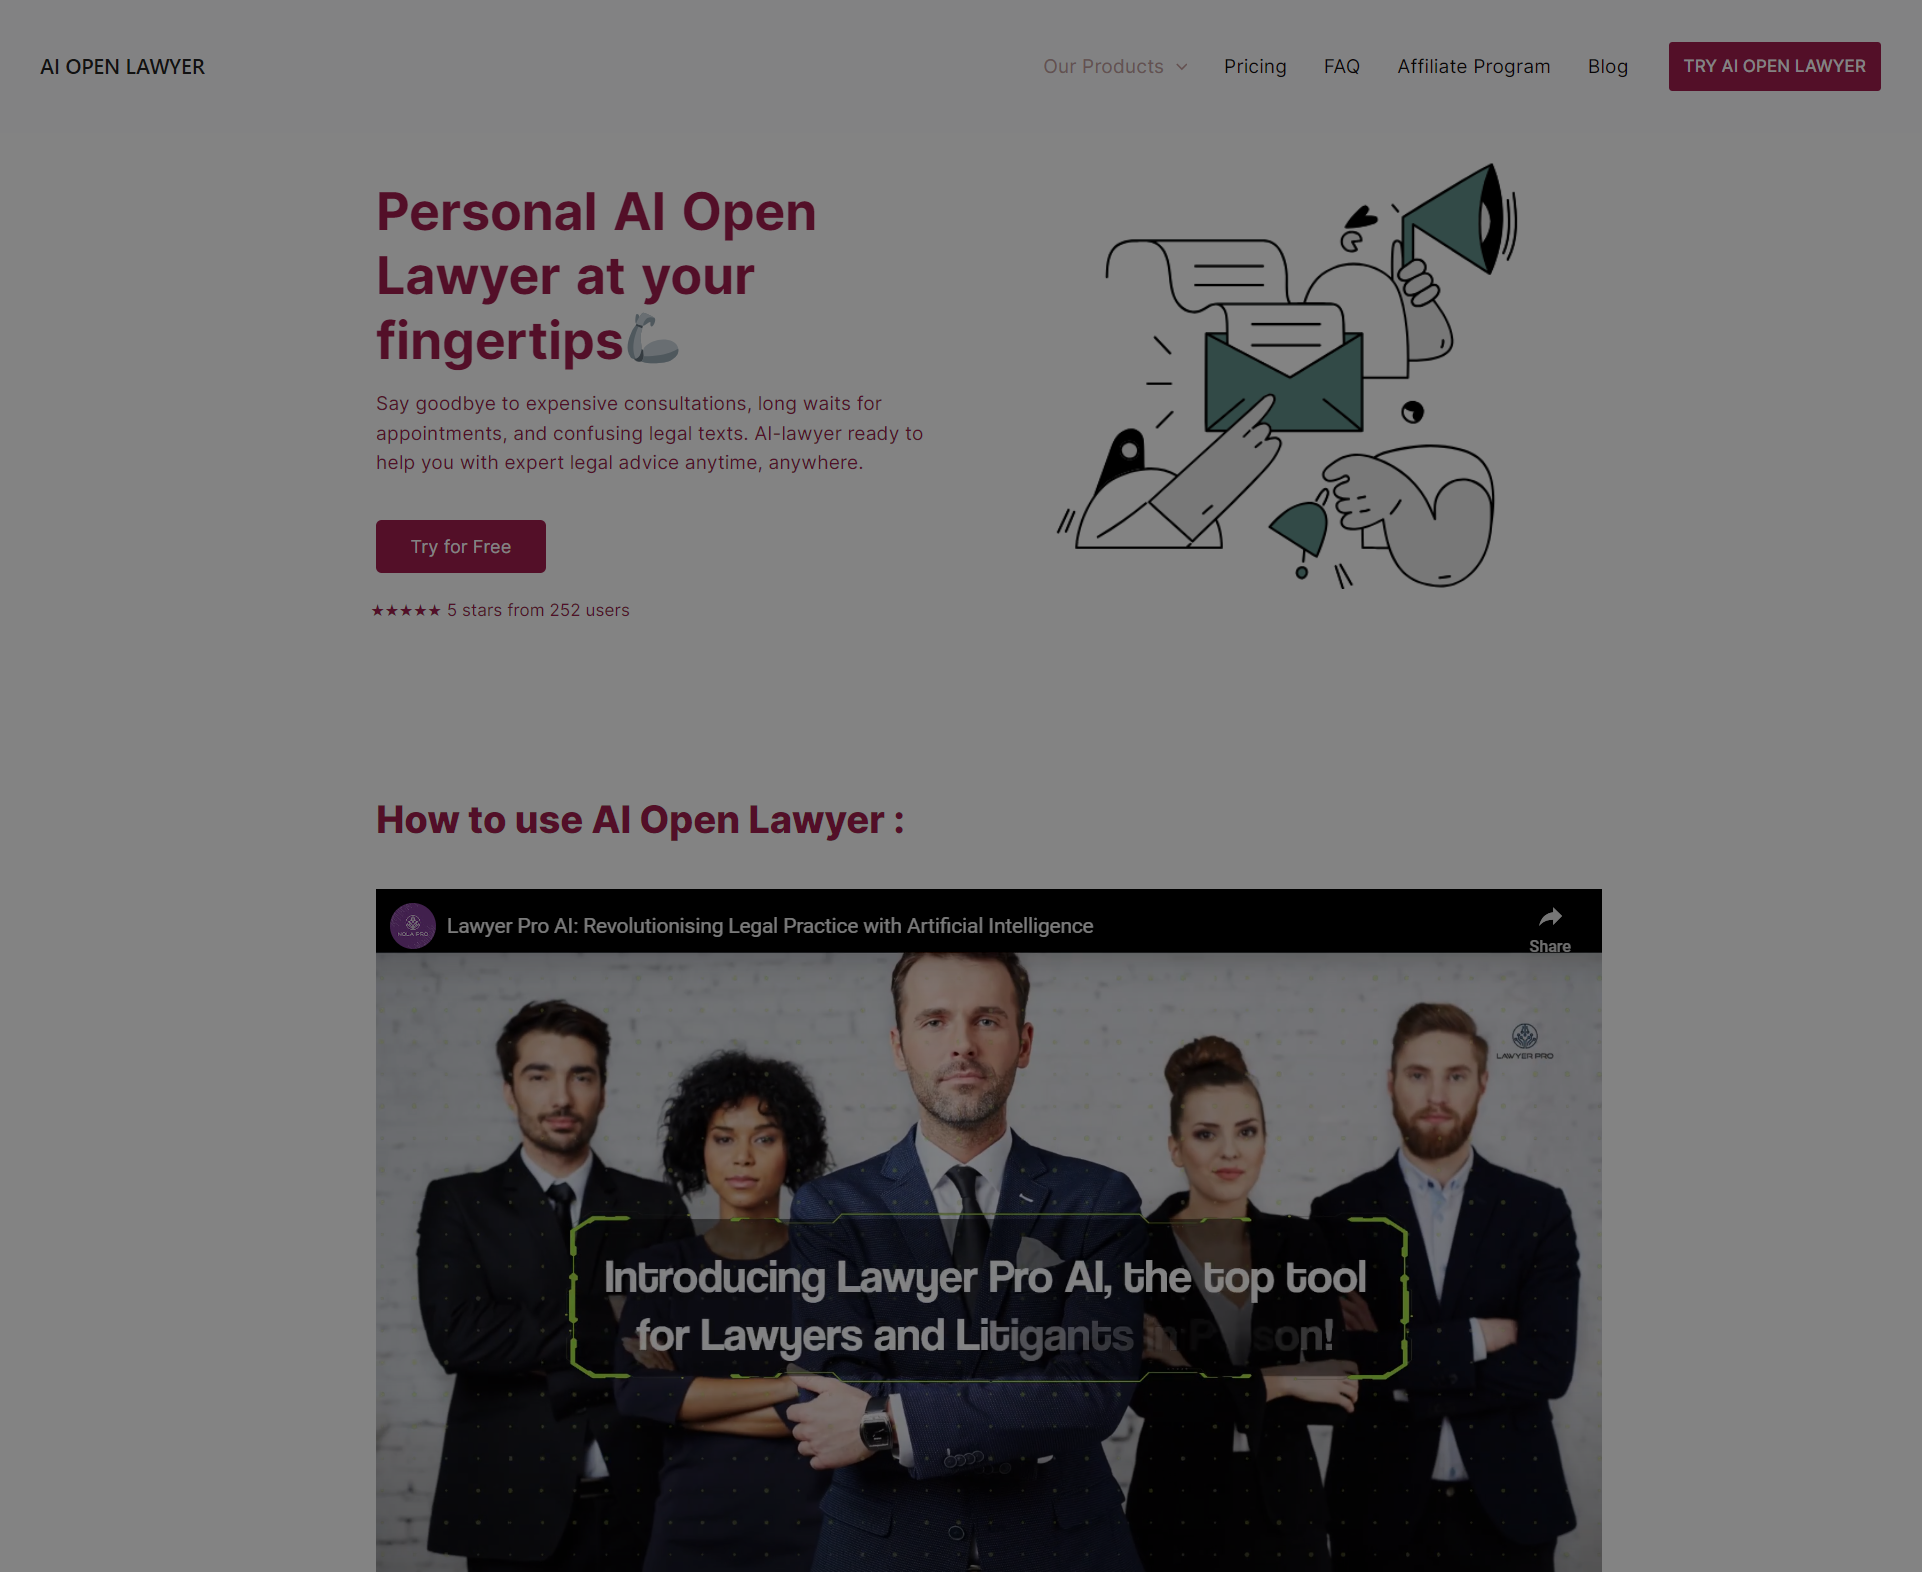 AI OPEN LAWYER
Our Products
Pricing
FAQ
Affiliate Program
Blog
TRY AI OPEN LAWYER
Personal AI Open
Lawyer at your
fingertips🦾
Say goodbye to expensive consultations, long waits for
appointments, and confusing legal texts. AI-lawyer ready to
help you with expert legal advice anytime, anywhere.
Try for Free
★★★★★ 5 stars from 252 users
How to use AI Open Lawyer :
NOLA PRO
Lawyer Pro AI: Revolutionising Legal Practice with Artificial Intelligence
Share
LAWYER PRO
Introducing Lawyer Pro AI, the top tool
for Lawyers and Litigants in Person!